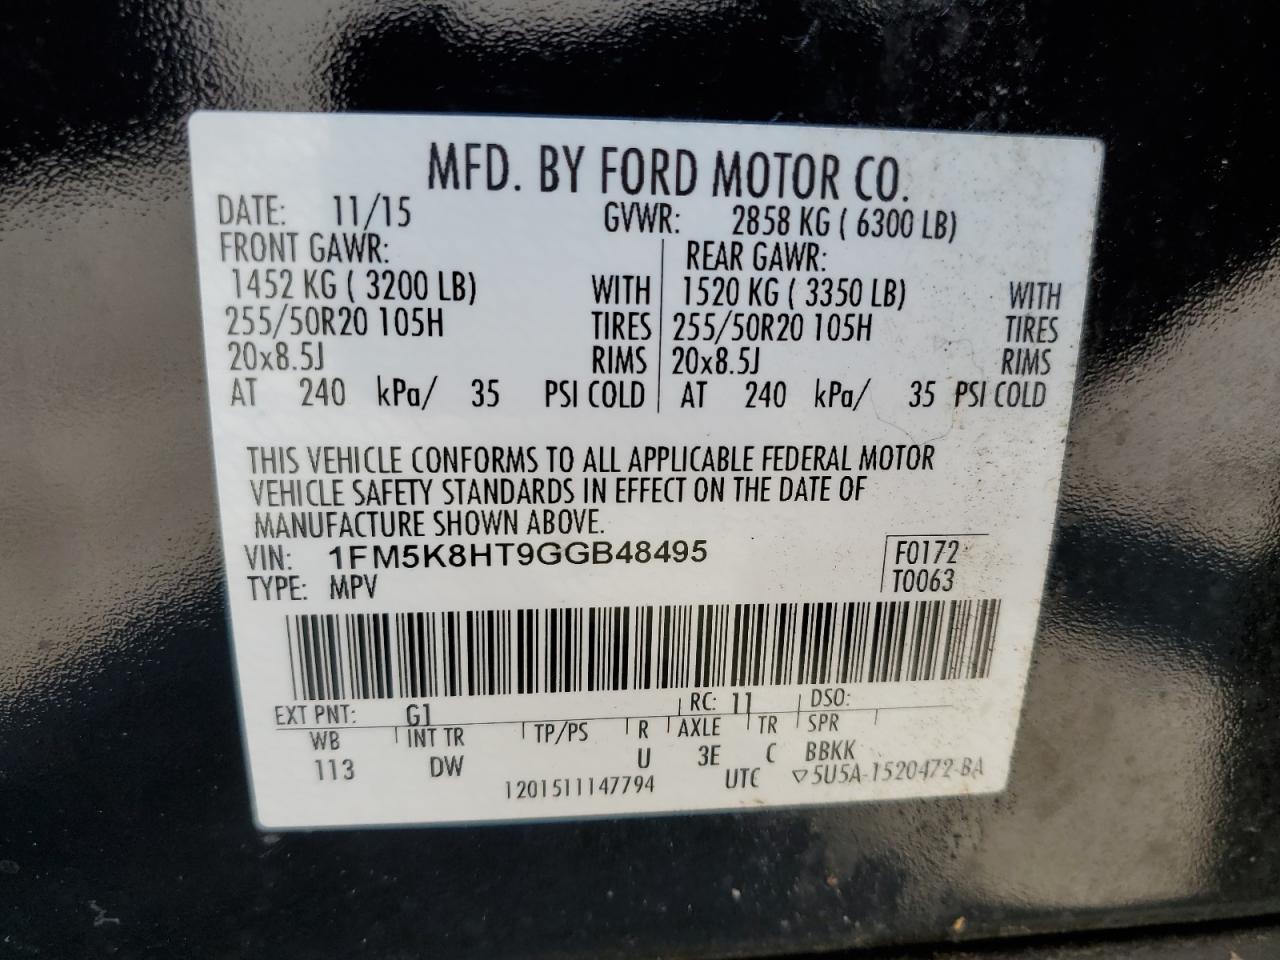 MFD. BY FORD MOTOR CO.
DATE: 11/15 GVWR: 2858 KG ( 6300 LB)
FRONT GAWR: REAR GAWR:
1452 KG ( 3200 LB) WITH 1520 KG ( 3350 LB) WITH
255/50R20 105H TIRES 255/50R20 105H TIRES
20x8.5J RIMS 20x8.5J RIMS
AT 240 kPa/ 35 PSI COLD AT 240 kPa/ 35 PSI COLD
THIS VEHICLE CONFORMS TO ALL APPLICABLE FEDERAL MOTOR
VEHICLE SAFETY STANDARDS IN EFFECT ON THE DATE OF
MANUFACTURE SHOWN ABOVE.
VIN: 1FM5K8HT9GGB48495 F0172
TYPE: MPV T0063
EXT PNT: G1 RC: 11 DSO:
WB INT TR TP/PS R AXLE TR SPR
113 DW U 3E C BBKK
1201511147794 UTC ▽5U5A-1520472-BA